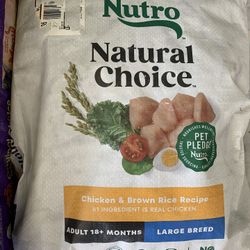 Nutro
Natural
Choice
PET
PLEDGE
Nutro
Chicken & Brown Rice Recipe
#1 INGREDIENT IS REAL CHICKEN
ADULT 18+ MONTHS
LARGE BREED
NO